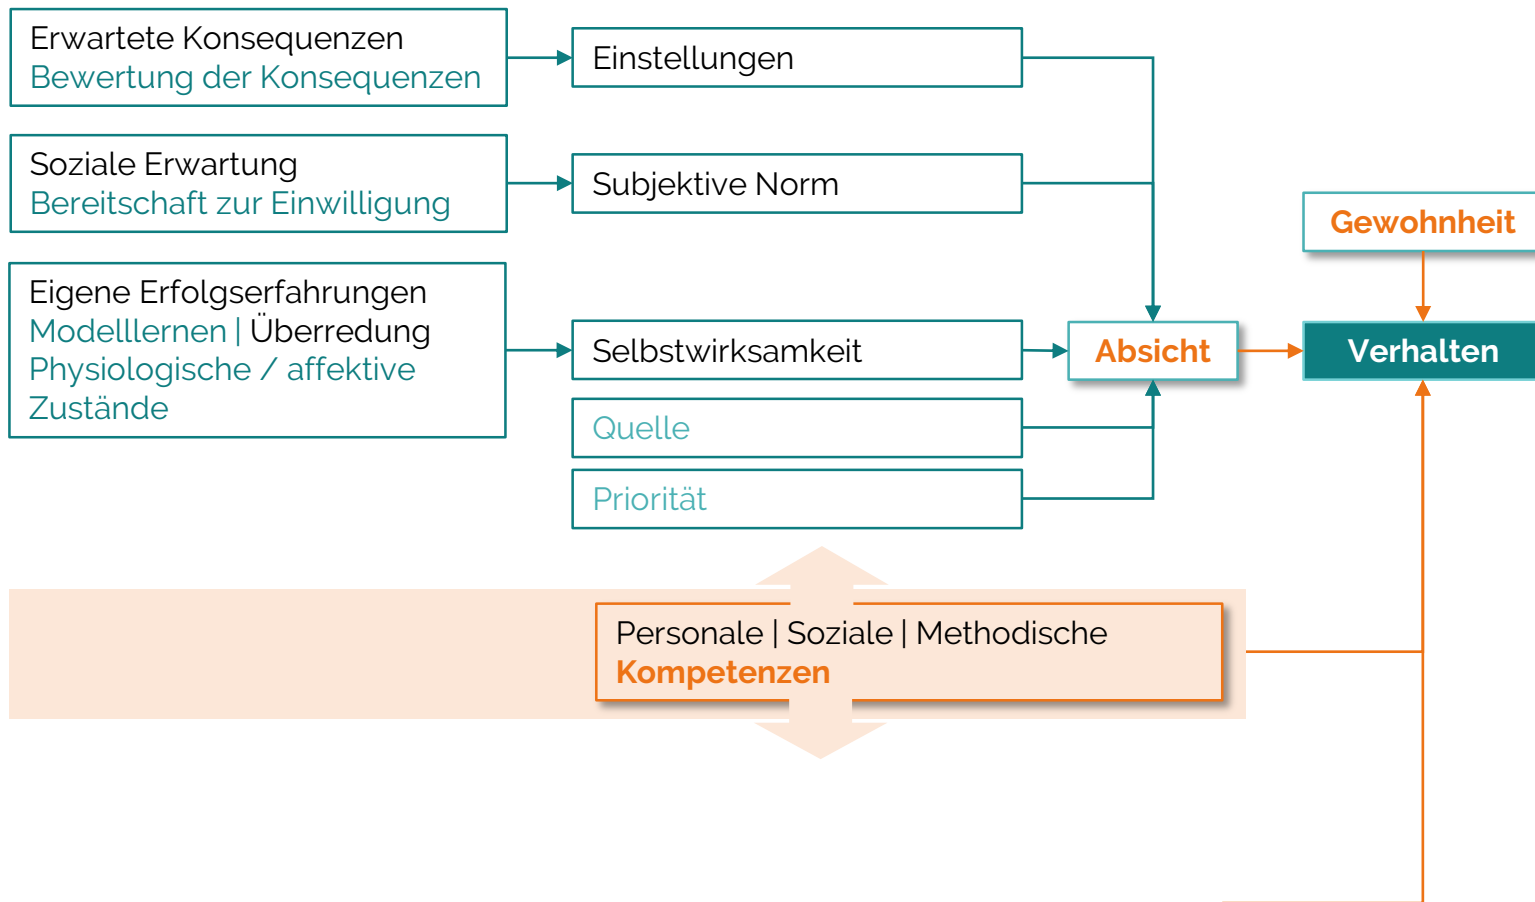 Erwartete Konsequenzen
Bewertung der Konsequenzen
Einstellungen
Soziale Erwartung
Bereitschaft zur Einwilligung
Subjektive Norm
Gewohnheit
Eigene Erfolgserfahrungen
Modelllernen | Überredung
Physiologische / affektive
Zustände
Selbstwirksamkeit
Absicht
Verhalten
Quelle
Priorität
Personale | Soziale | Methodische
Kompetenzen